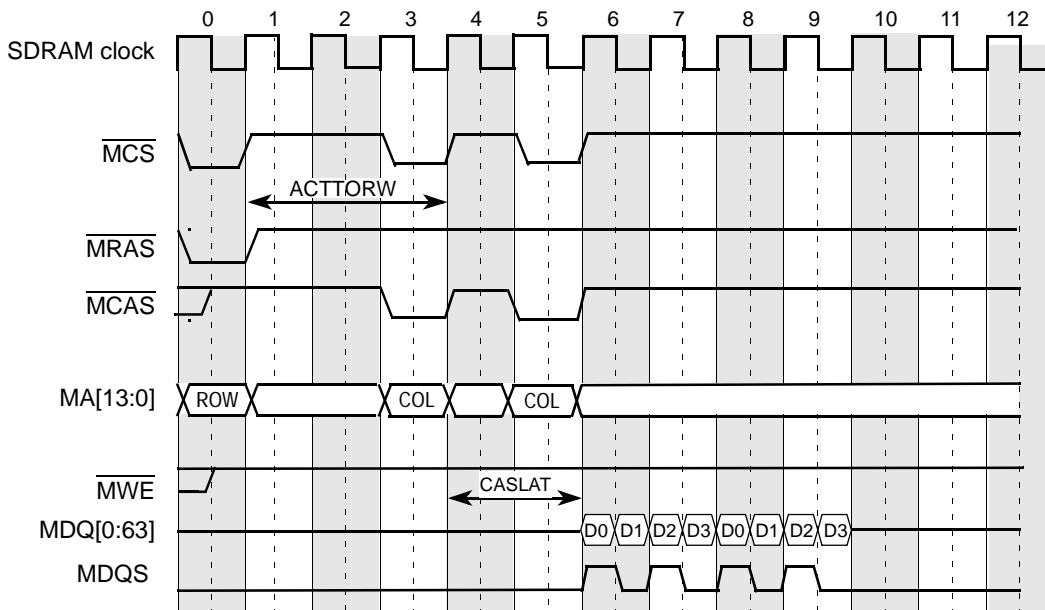 0 1 2 3 4 5 6 7 8 9 10 11 12
SDRAM clock
MCS
ACTTORW
MRAS
MCAS
MA[13:0] ROW COL COL
MWE
CASLAT
MDQ[0:63] D0 D1 D2 D3 D0 D1 D2 D3
MDQS